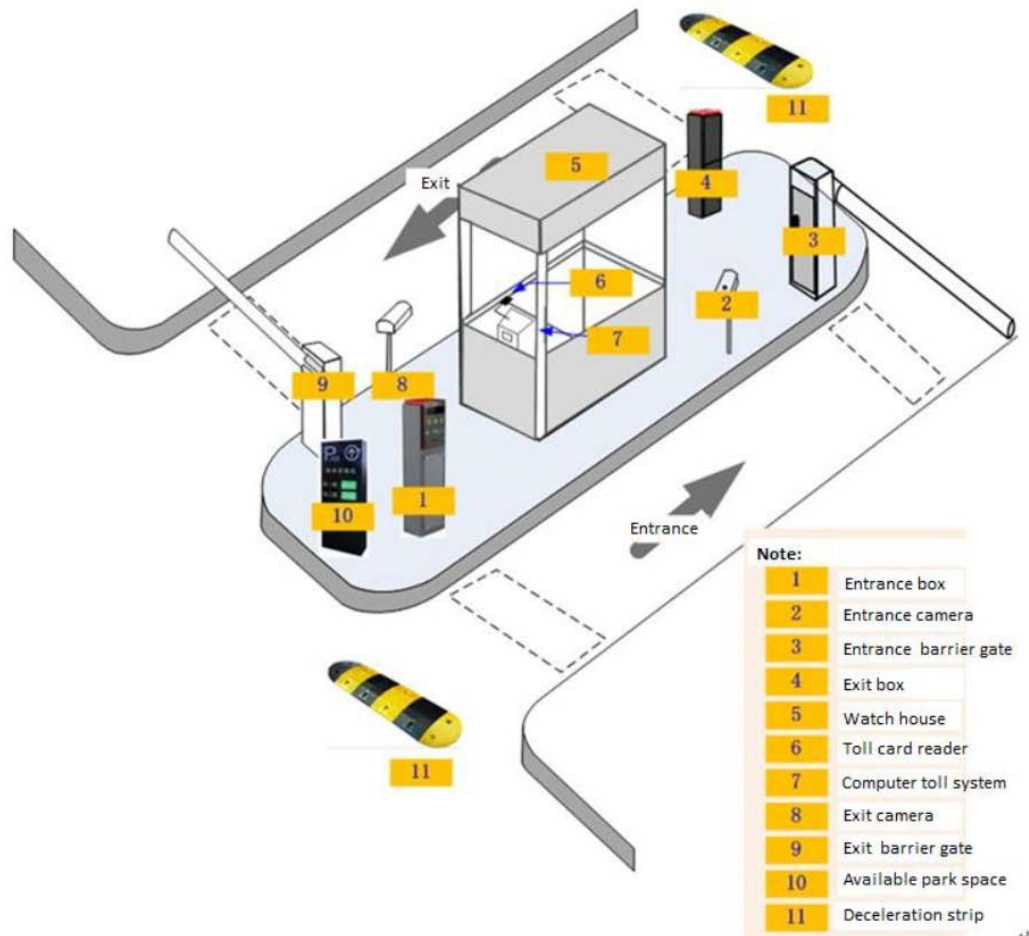 11
5
4
Exit
3
6
2
7
9
8
P
1
10
Entrance
11
Note:
1 Entrance box
2 Entrance camera
3 Entrance barrier gate
4 Exit box
5 Watch house
6 Toll card reader
7 Computer toll system
8 Exit camera
9 Exit barrier gate
10 Available park space
11 Deceleration strip